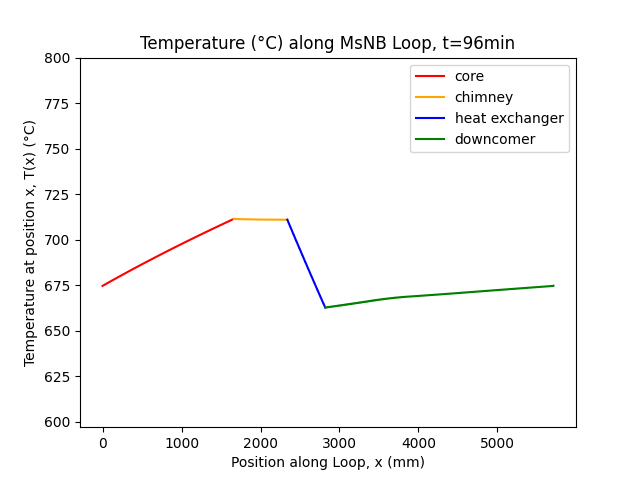 Temperature (°C) along MsNB Loop, t=96min
core
chimney
heat exchanger
downcomer
Temperature at position x, T(x) (°C)
800
775
750
725
700
675
650
625
600
0 1000 2000 3000 4000 5000
Position along Loop, x (mm)